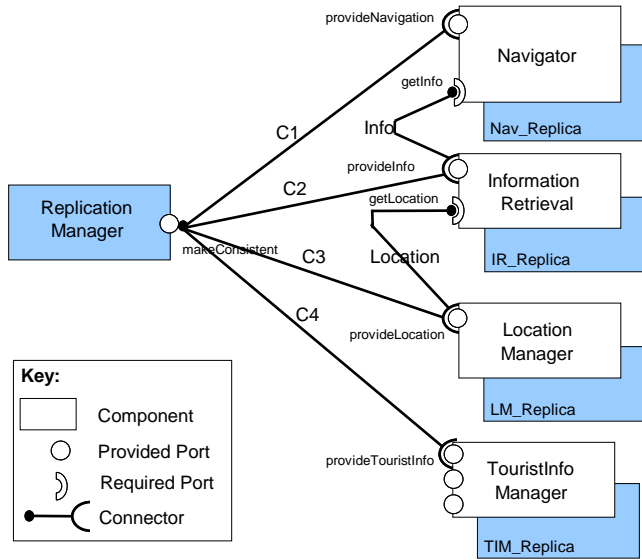 provideNavigation
Navigator
getInfo
Nav_Replica
C1
Info
provideInfo
C2
Information
Retrieval
getLocation
Replication
Manager
makeConsistent
C3
Location
IR_Replica
C4
provideLocation
Location
Manager
LM_Replica
Key:
Component
Provided Port
Required Port
Connector
provideTouristInfo
TouristInfo
Manager
TIM_Replica